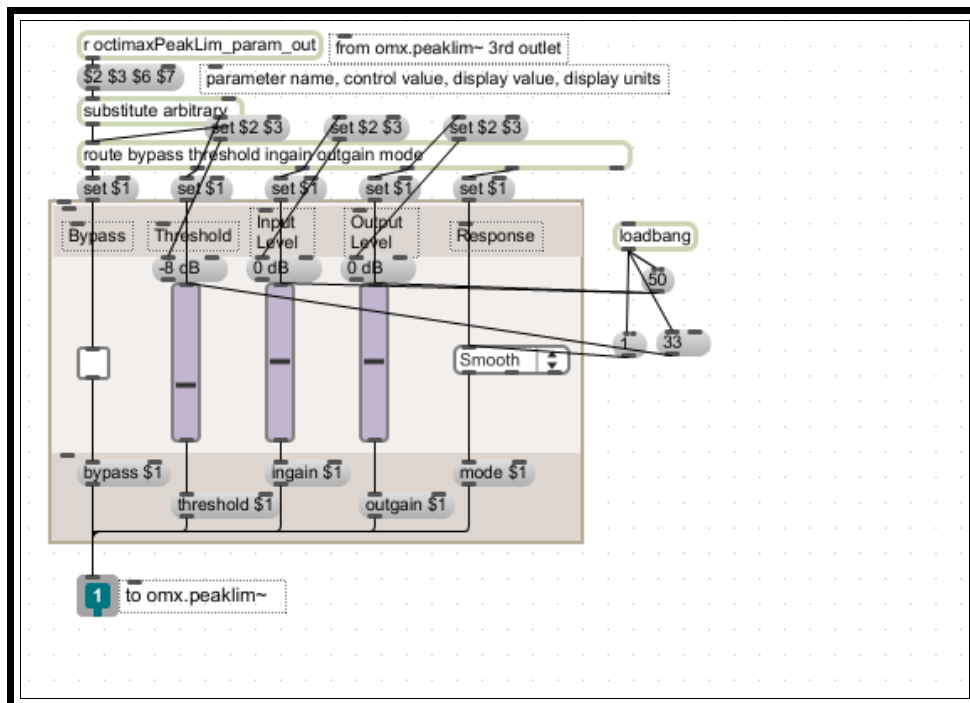 r octimaxPeakLim_param_out
from omx.peaklim~ 3rd outlet
$2 $3 $6 $7
parameter name, control value, display value, display units
substitute arbitrary
set $2 $3
set $2 $3
set $2 $3
route bypass threshold ingain outgain mode
set $1
set $1
set $1
set $1
set $1
Bypass
Threshold
Input
Level
Output
Level
Response
loadbang
-8 dB
0 dB
0 dB
50
1
33
Smooth
bypass $1
ingain $1
mode $1
threshold $1
outgain $1
1
to omx.peaklim~